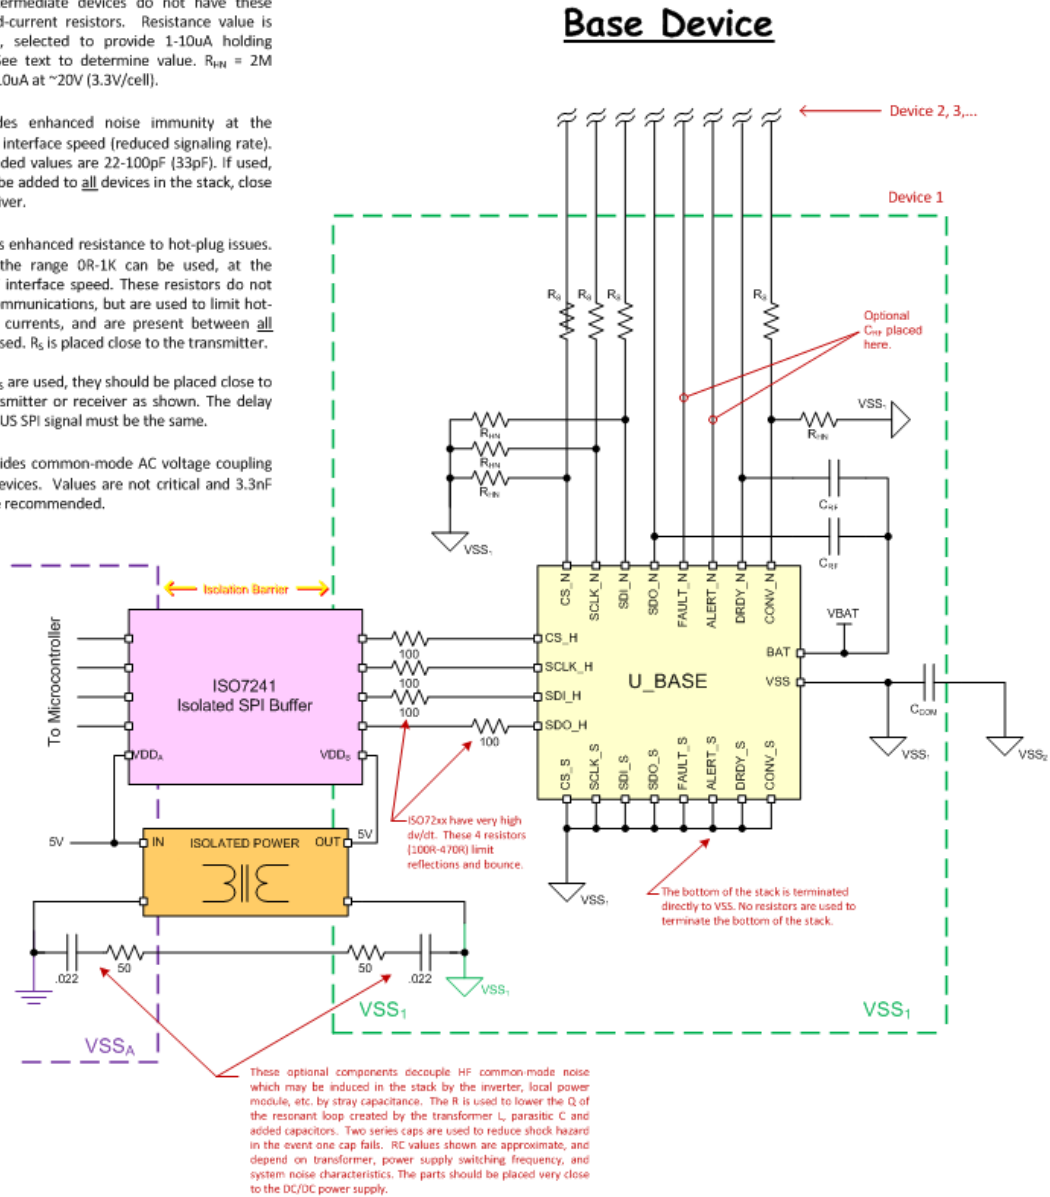 Base Device
termediate devices do not have these
d-current resistors. Resistance value is
, selected to provide 1-10uA holding
See text to determine value. RHN = 2M
.0uA at ~20V (3.3V/cell).
des enhanced noise immunity at the
interface speed (reduced signaling rate).
ded values are 22-100pF (33pF). If used,
be added to all devices in the stack, close
iver.
s enhanced resistance to hot-plug issues.
the range 0R-1K can be used, at the
interface speed. These resistors do not
mmunications, but are used to limit hot-
currents, and are present between all
sed. RS is placed close to the transmitter.
S are used, they should be placed close to
smitter or receiver as shown. The delay
US SPI signal must be the same.
ides common-mode AC voltage coupling
evices. Values are not critical and 3.3nF
e recommended.
Device 2, 3,...
Device 1
RS
RS
RS
RS
Optional
CRF placed
here.
RHN
RHN
RHN
VSS1
RHN
VSS1
CRF
CRF
CS_N
SCLK_N
SDI_N
SDO_N
FAULT_N
ALERT_N
DRDY_N
CONV_N
Isolation Barrier
To Microcontroller
ISO7241
Isolated SPI Buffer
VDDA
VDDB
100
100
100
100
CS_H
SCLK_H
SDI_H
SDO_H
U_BASE
VBAT
BAT
VSS
CCOM
VSS1
VSS2
CS_S
SCLK_S
SDI_S
SDO_S
FAULT_S
ALERT_S
DRDY_S
CONV_S
VSS1
5V
IN
ISOLATED POWER
OUT
5V
ISO72xx have very high
dv/dt. These 4 resistors
(100R-470R) limit
reflections and bounce.
The bottom of the stack is terminated
directly to VSS. No resistors are used to
terminate the bottom of the stack.
.022
50
50
.022
VSS1
VSSA
VSS1
VSS1
These optional components decouple HF common-mode noise
which may be induced in the stack by the inverter, local power
module, etc. by stray capacitance. The R is used to lower the Q of
the resonant loop created by the transformer L, parasitic C and
added capacitors. Two series caps are used to reduce shock hazard
in the event one cap fails. RC values shown are approximate, and
depend on transformer, power supply switching frequency, and
system noise characteristics. The parts should be placed very close
to the DC/DC power supply.